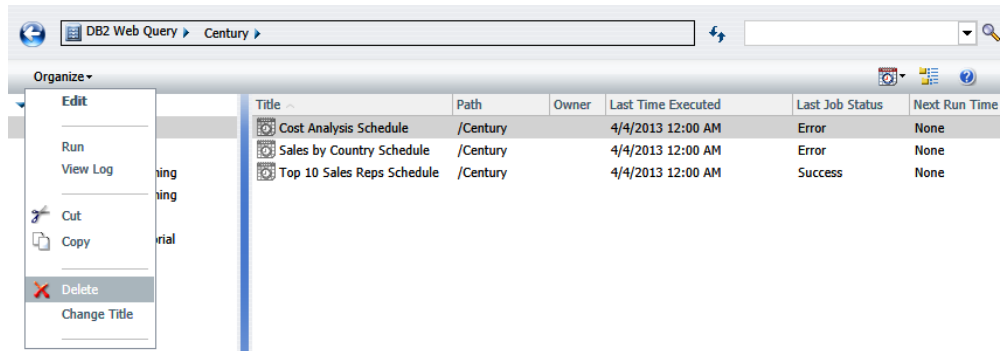 DB2 Web Query Century
Organize
Edit
Run
View Log
Cut
Copy
Delete
Change Title
ning
ning
rial
Title Path Owner Last Time Executed Last Job Status Next Run Time
Cost Analysis Schedule /Century 4/4/2013 12:00 AM Error None
Sales by Country Schedule /Century 4/4/2013 12:00 AM Error None
Top 10 Sales Reps Schedule /Century 4/4/2013 12:00 AM Success None